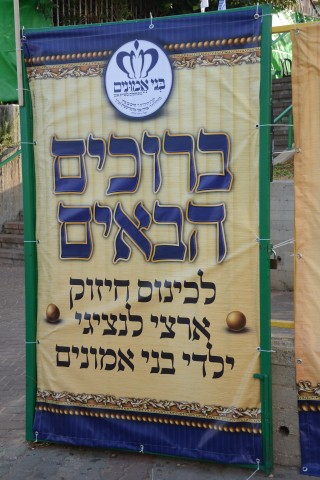 בני אמונים
ברוכים
הבאים
לכינוס חיזוק
ארצי לנציגי
ילדי בני אמונים